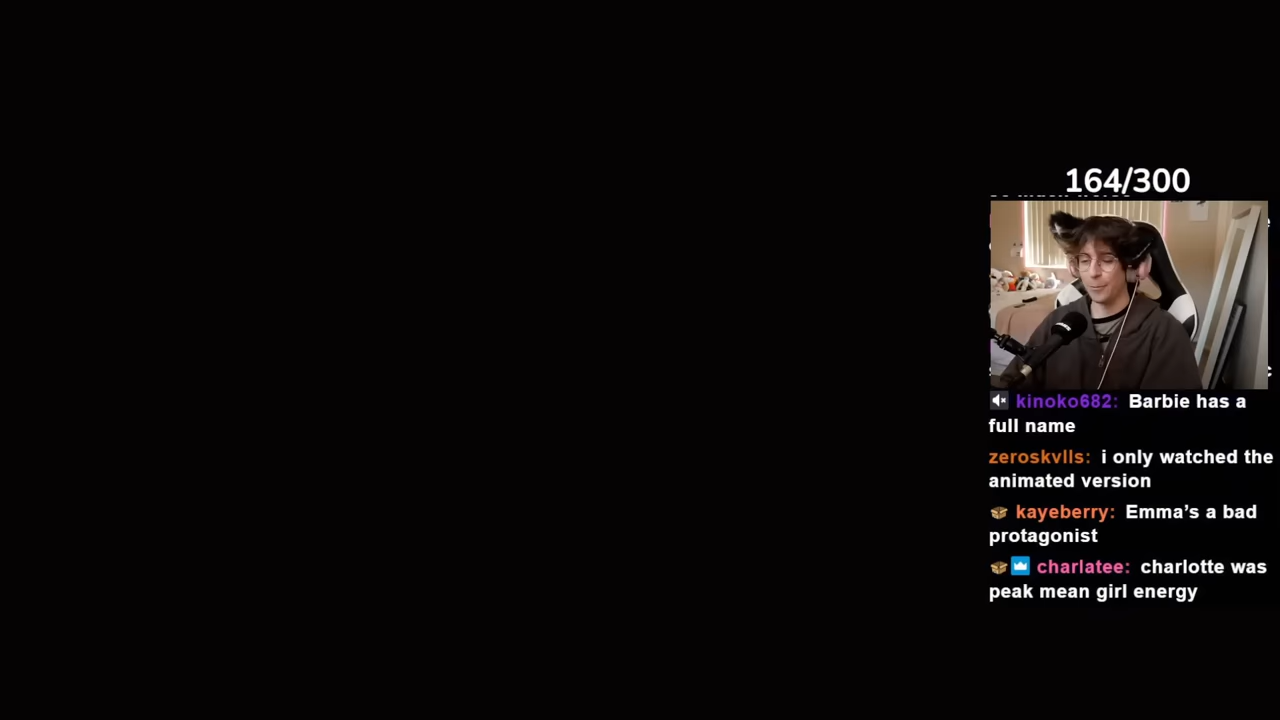 164/300
kinoko682: Barbie has a
full name
zeroskvlls: i only watched the
animated version
kayeberry: Emma’s a bad
protagonist
charlatee: charlotte was
peak mean girl energy